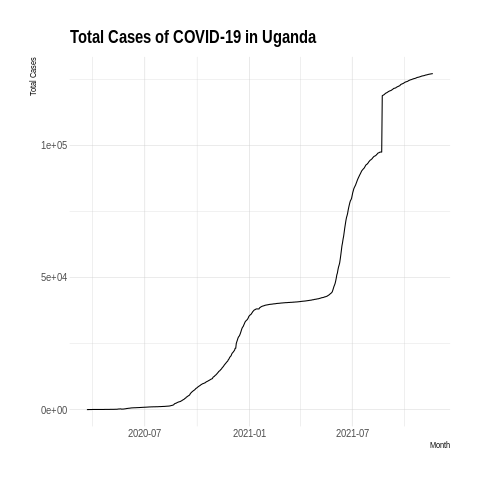 Total Cases of COVID-19 in Uganda
Total Cases
1e+05
5e+04
0e+00
2020-07 2021-01 2021-07
Month